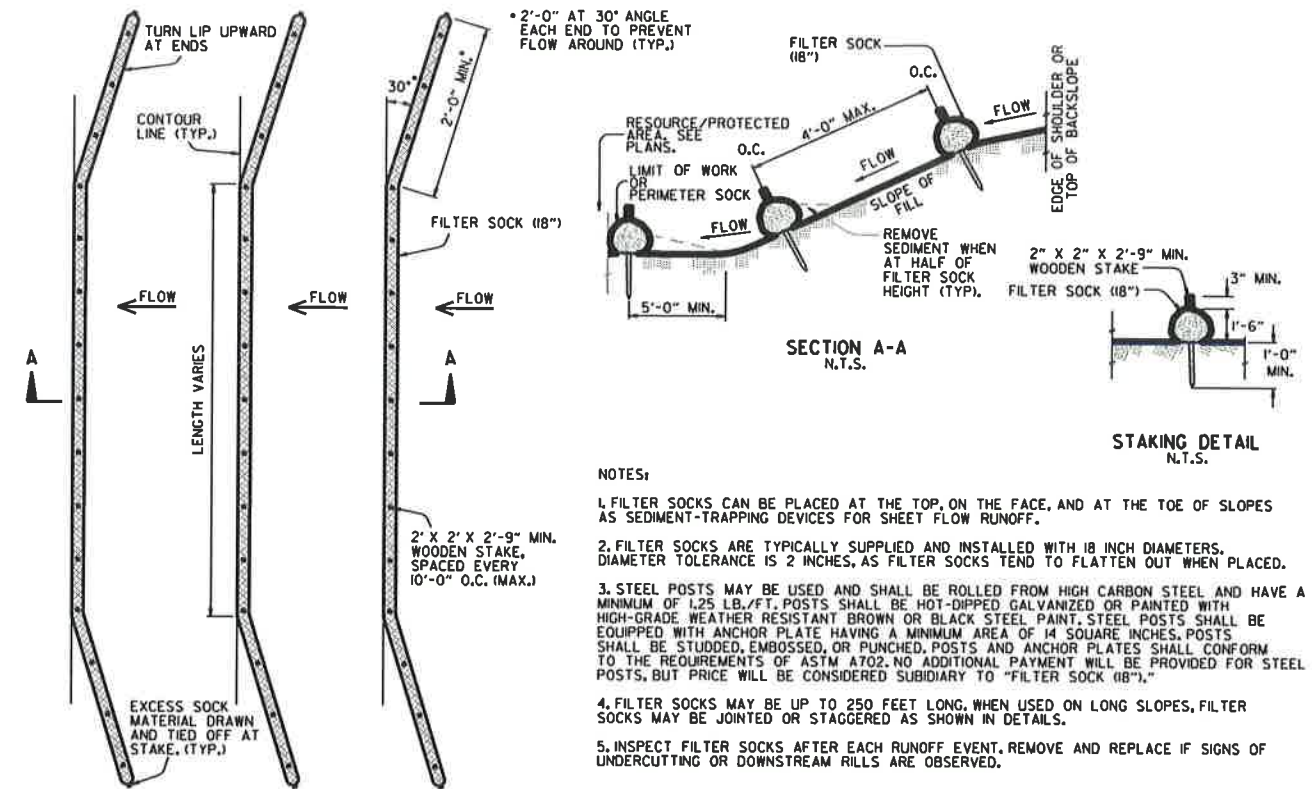 TURN LIP UPWARD
AT ENDS
• 2'-0" AT 30° ANGLE
EACH END TO PREVENT
FLOW AROUND (TYP.)
30°
2'-0" MIN.*
CONTOUR
LINE (TYP.)
FILTER SOCK (18")
FLOW
FLOW
FLOW
A
A
LENGTH VARIES
2' X 2' X 2'-9" MIN.
WOODEN STAKE,
SPACED EVERY
10'-0" O.C. (MAX.)
EXCESS SOCK
MATERIAL DRAWN
AND TIED OFF AT
STAKE. (TYP.)
FILTER SOCK
(18")
O.C.
FLOW
4'-0" MAX.
RESOURCE/PROTECTED
AREA. SEE
PLANS.
O.C.
LIMIT OF WORK
OR
PERIMETER SOCK
FLOW
FLOW
SLOPE OF
FILL
EDGE OF SHOULDER OR
TOP OF BACKSLOPE
REMOVE
SEDIMENT WHEN
AT HALF OF
FILTER SOCK
HEIGHT (TYP).
5'-0" MIN.
SECTION A-A
N.T.S.
2" X 2" X 2'-9" MIN.
WOODEN STAKE
FILTER SOCK (18")
3" MIN.
1'-6"
1'-0"
MIN.
STAKING DETAIL
N.T.S.
NOTES:
1. FILTER SOCKS CAN BE PLACED AT THE TOP, ON THE FACE, AND AT THE TOE OF SLOPES
AS SEDIMENT-TRAPPING DEVICES FOR SHEET FLOW RUNOFF.
2. FILTER SOCKS ARE TYPICALLY SUPPLIED AND INSTALLED WITH 18 INCH DIAMETERS.
DIAMETER TOLERANCE IS 2 INCHES, AS FILTER SOCKS TEND TO FLATTEN OUT WHEN PLACED.
3. STEEL POSTS MAY BE USED AND SHALL BE ROLLED FROM HIGH CARBON STEEL AND HAVE A
MINIMUM OF 1.25 LB./FT. POSTS SHALL BE HOT-DIPPED GALVANIZED OR PAINTED WITH
HIGH-GRADE WEATHER RESISTANT BROWN OR BLACK STEEL PAINT. STEEL POSTS SHALL BE
EQUIPPED WITH ANCHOR PLATE HAVING A MINIMUM AREA OF 14 SQUARE INCHES. POSTS
SHALL BE STUDDED, EMBOSSED, OR PUNCHED. POSTS AND ANCHOR PLATES SHALL CONFORM
TO THE REQUIREMENTS OF ASTM A702. NO ADDITIONAL PAYMENT WILL BE PROVIDED FOR STEEL
POSTS, BUT PRICE WILL BE CONSIDERED SUBIDIARY TO "FILTER SOCK (18")."
4. FILTER SOCKS MAY BE UP TO 250 FEET LONG. WHEN USED ON LONG SLOPES, FILTER
SOCKS MAY BE JOINTED OR STAGGERED AS SHOWN IN DETAILS.
5. INSPECT FILTER SOCKS AFTER EACH RUNOFF EVENT. REMOVE AND REPLACE IF SIGNS OF
UNDERCUTTING OR DOWNSTREAM RILLS ARE OBSERVED.